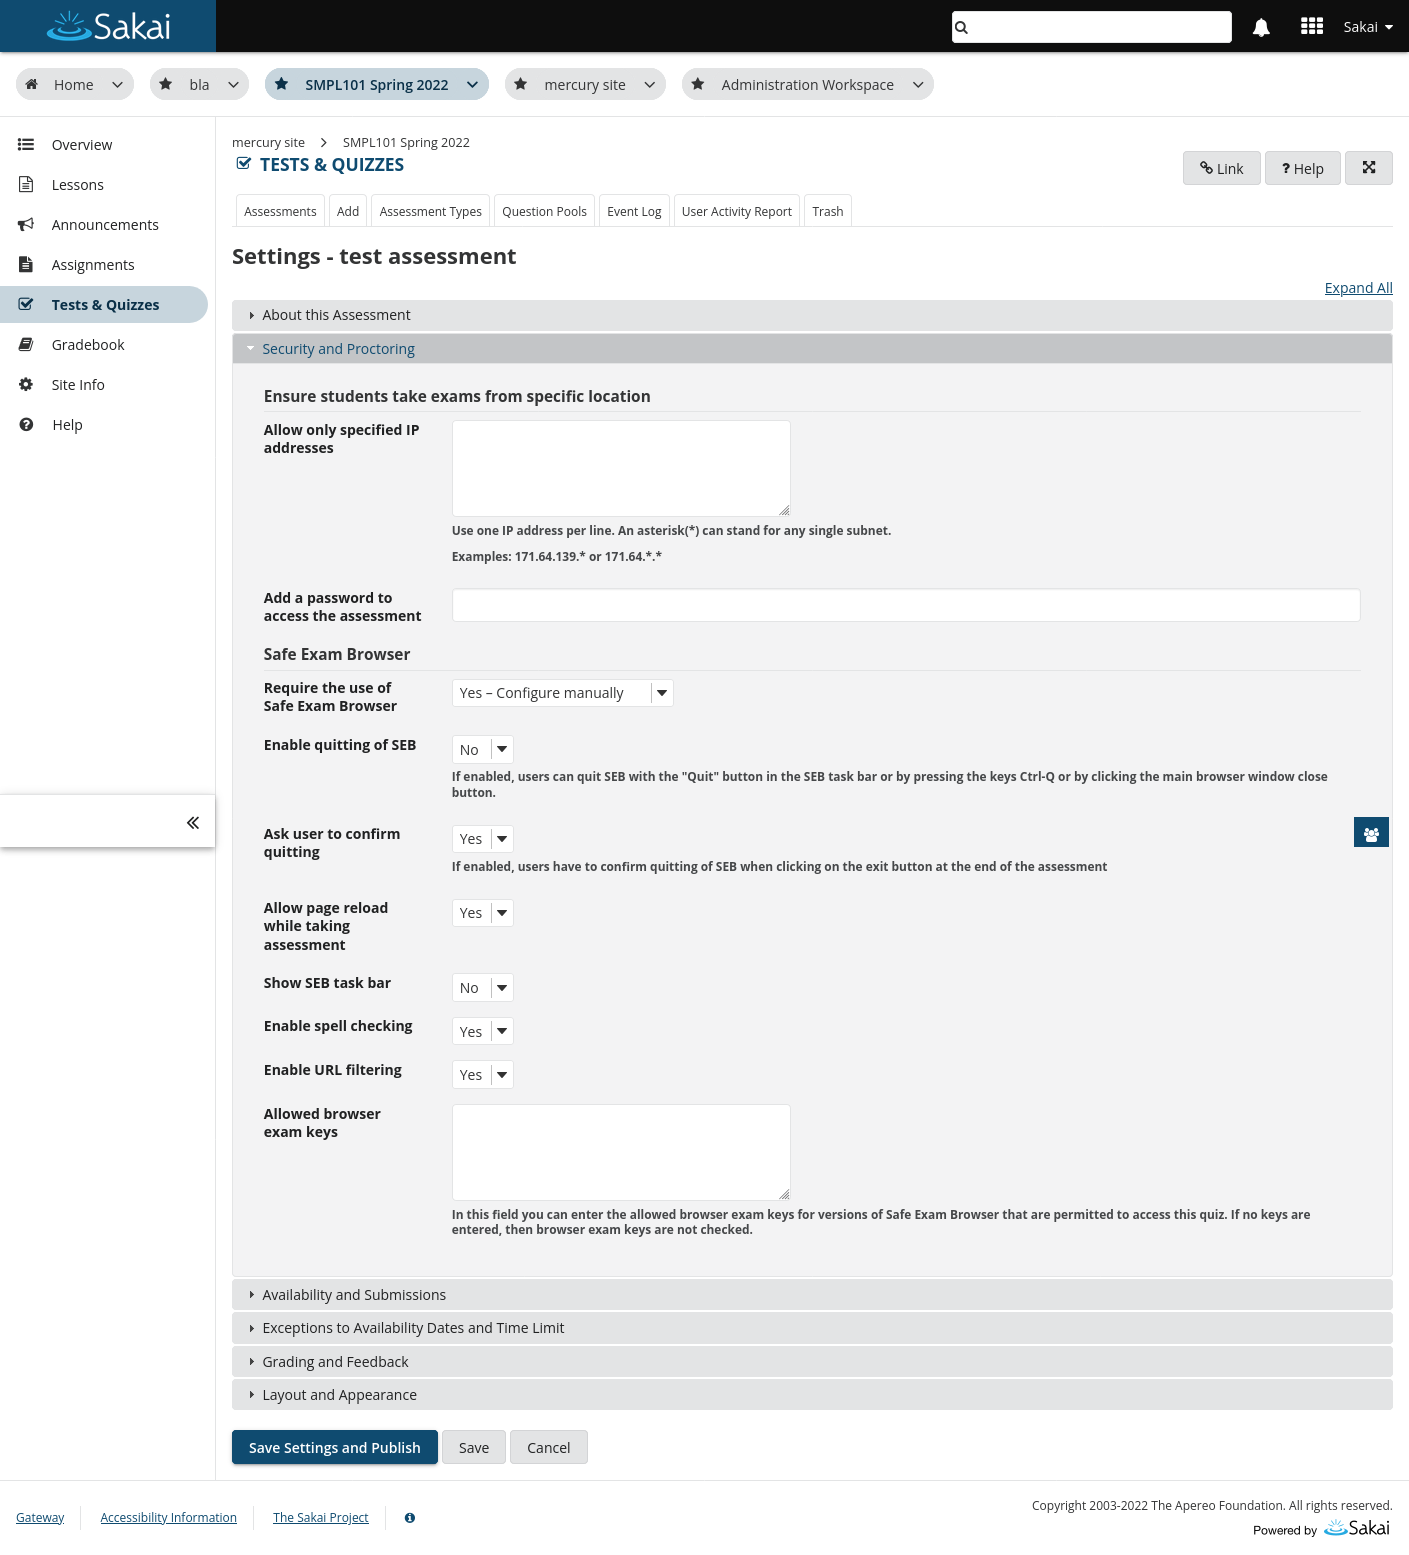 Sakai
Sakai
Home
bla
SMPL101 Spring 2022
mercury site
Administration Workspace
Overview
Lessons
Announcements
Assignments
Tests & Quizzes
Gradebook
Site Info
Help
mercury site
SMPL101 Spring 2022
TESTS & QUIZZES
Link
? Help
Assessments
Add
Assessment Types
Question Pools
Event Log
User Activity Report
Trash
Settings - test assessment
Expand All
About this Assessment
Security and Proctoring
Ensure students take exams from specific location
Allow only specified IP
addresses
Use one IP address per line. An asterisk(*) can stand for any single subnet.
Examples: 171.64.139.* or 171.64.*.*
Add a password to
access the assessment
Safe Exam Browser
Require the use of
Safe Exam Browser
Yes – Configure manually
Enable quitting of SEB
No
If enabled, users can quit SEB with the "Quit" button in the SEB task bar or by pressing the keys Ctrl-Q or by clicking the main browser window close
button.
Ask user to confirm
quitting
Yes
If enabled, users have to confirm quitting of SEB when clicking on the exit button at the end of the assessment
Allow page reload
while taking
assessment
Yes
Show SEB task bar
No
Enable spell checking
Yes
Enable URL filtering
Yes
Allowed browser
exam keys
In this field you can enter the allowed browser exam keys for versions of Safe Exam Browser that are permitted to access this quiz. If no keys are
entered, then browser exam keys are not checked.
Availability and Submissions
Exceptions to Availability Dates and Time Limit
Grading and Feedback
Layout and Appearance
Save Settings and Publish
Save
Cancel
Gateway
Accessibility Information
The Sakai Project
Copyright 2003-2022 The Apereo Foundation. All rights reserved.
Powered by Sakai